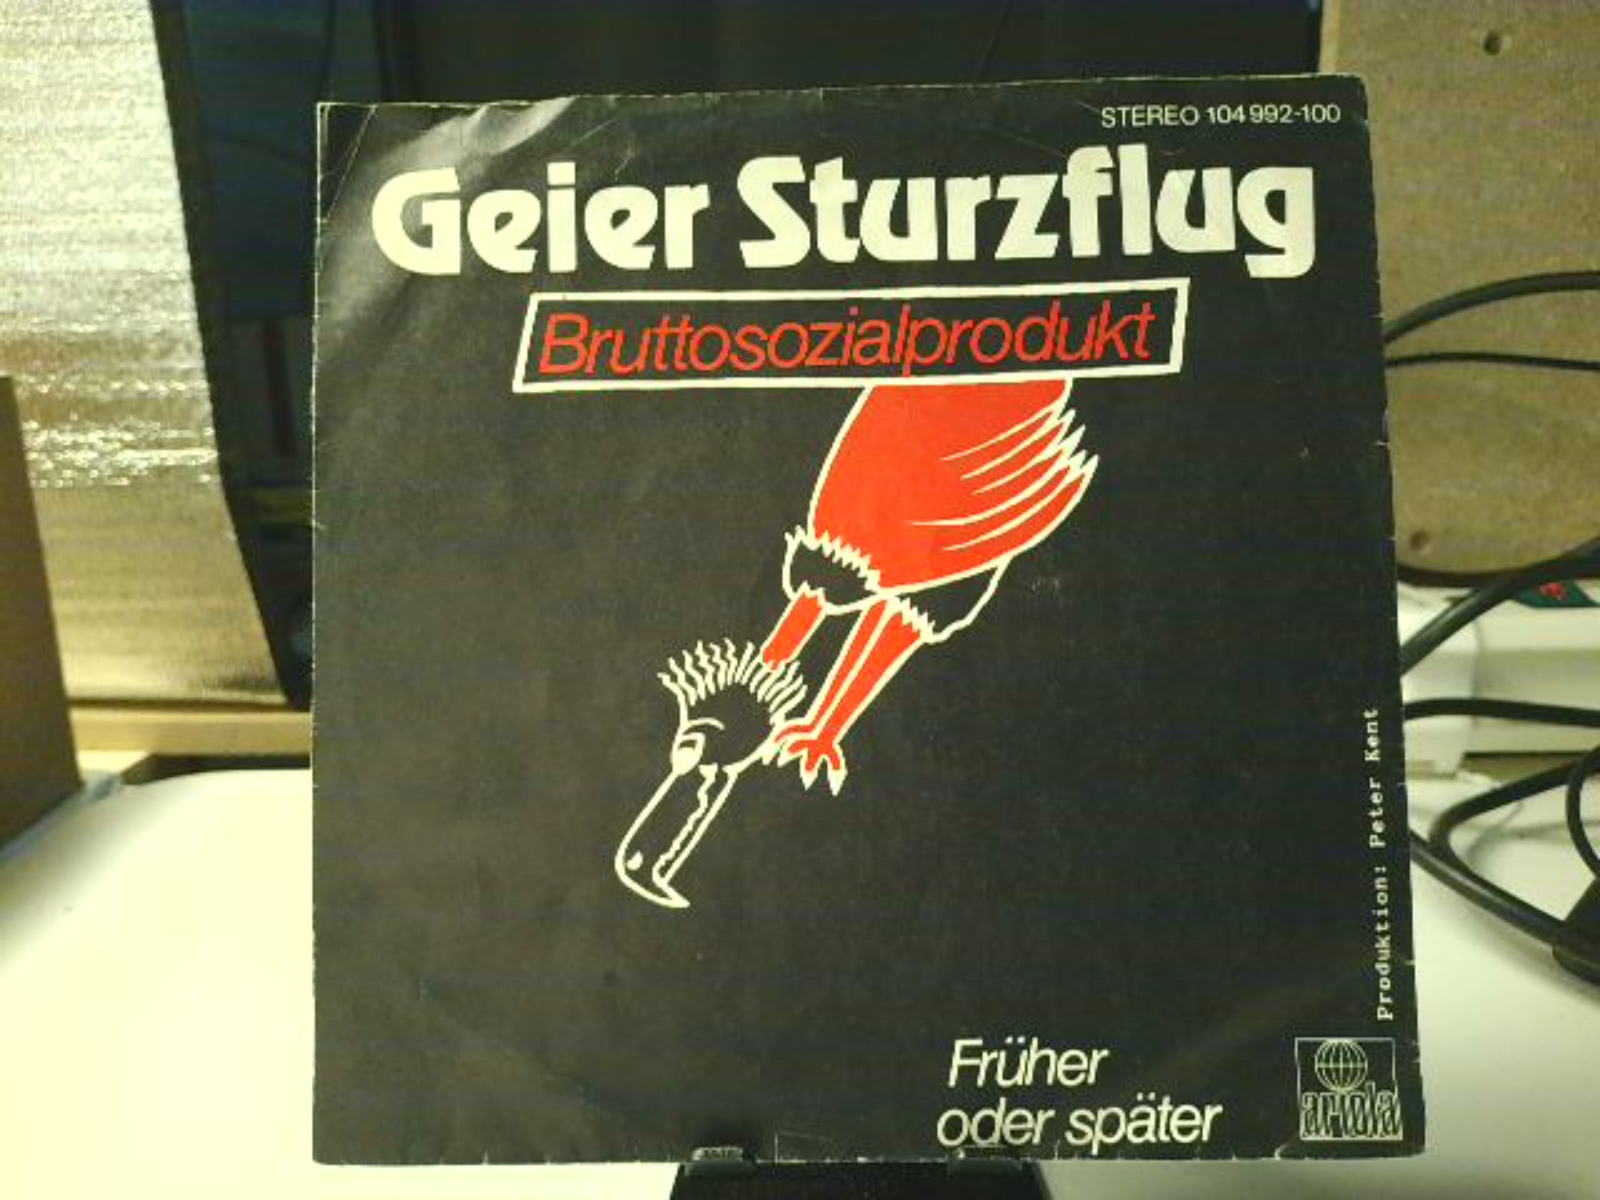 STEREO 104 992-100
Geier Sturzflug
Bruttosozialprodukt
Produktion: Peter Kent
Früher
oder später
ariola